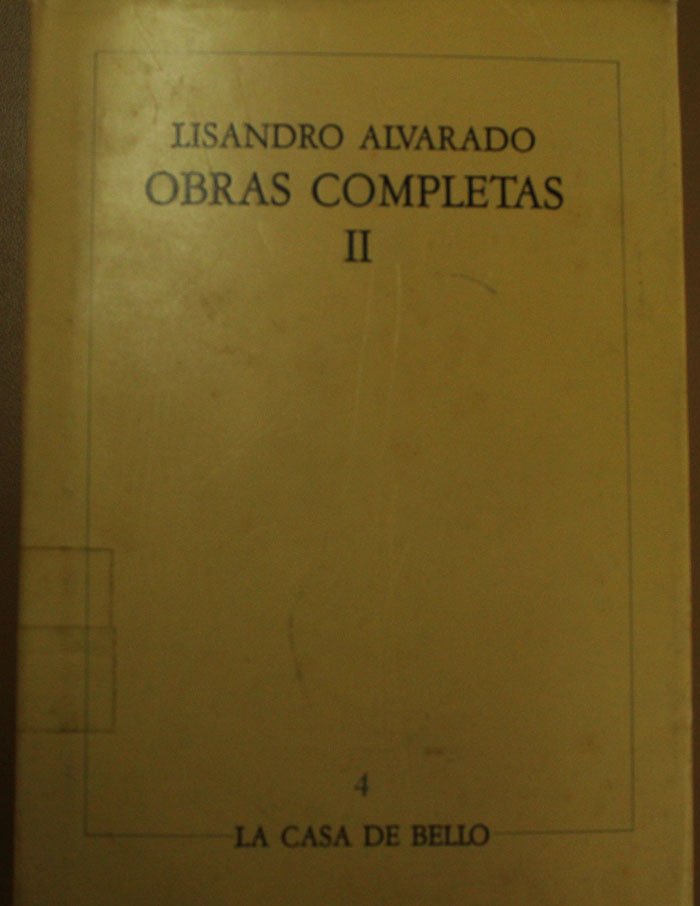 LISANDRO ALVARADO
OBRAS COMPLETAS
II
4
LA CASA DE BELLO